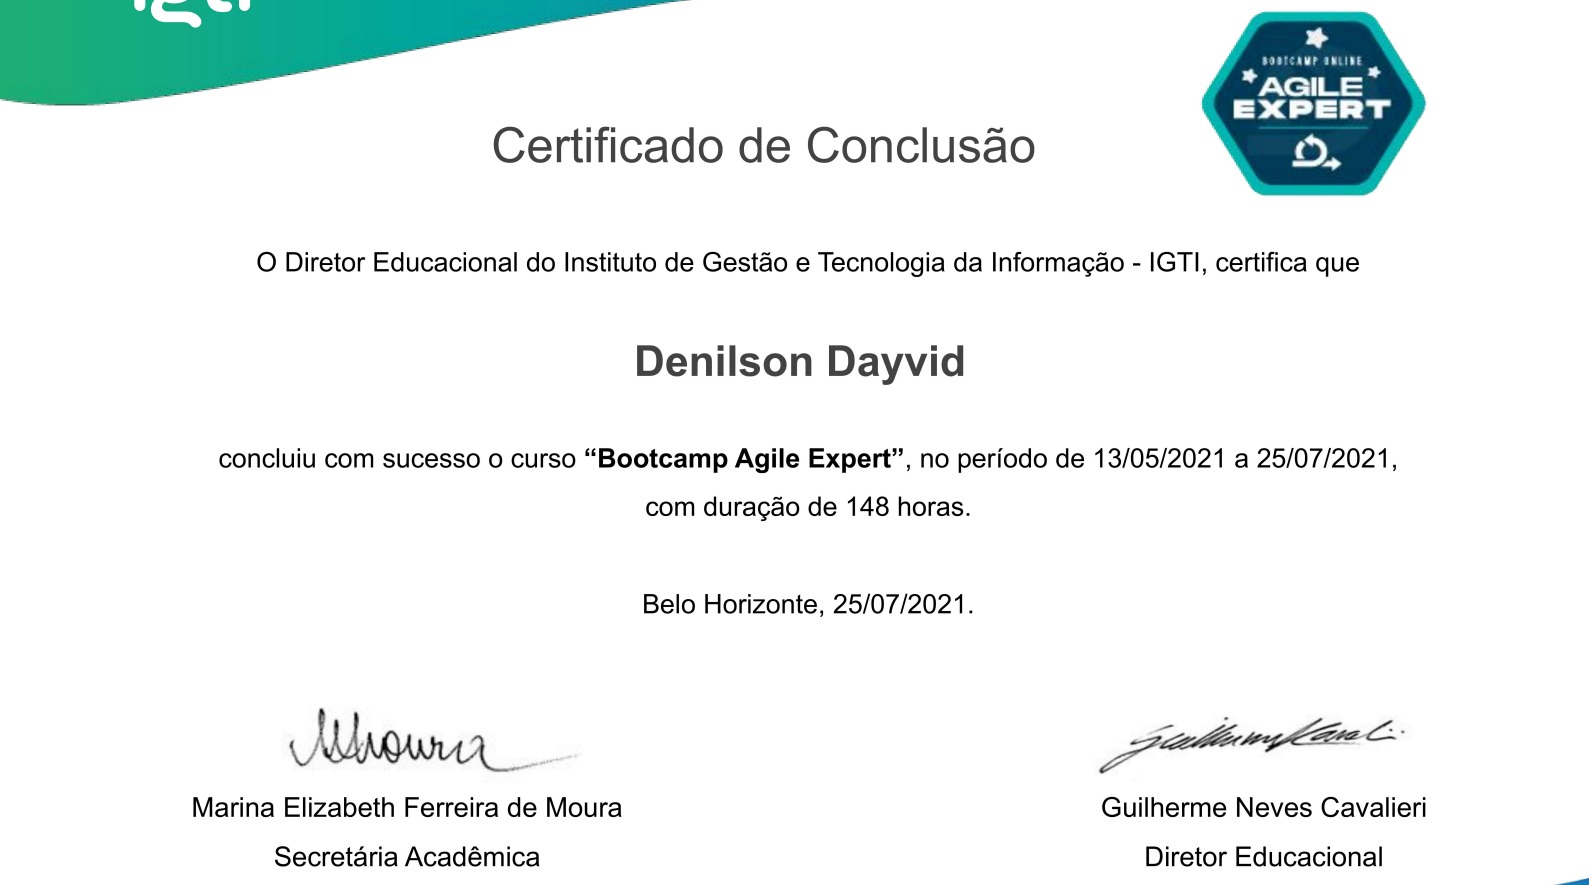 igti
BOOTCAMP ONLINE
AGILE
EXPERT
Certificado de Conclusão
O Diretor Educacional do Instituto de Gestão e Tecnologia da Informação - IGTI, certifica que
Denilson Dayvid
concluiu com sucesso o curso “Bootcamp Agile Expert”, no período de 13/05/2021 a 25/07/2021,
com duração de 148 horas.
Belo Horizonte, 25/07/2021.
Marina Elizabeth Ferreira de Moura
Secretária Acadêmica
Guilherme Neves Cavalieri
Diretor Educacional